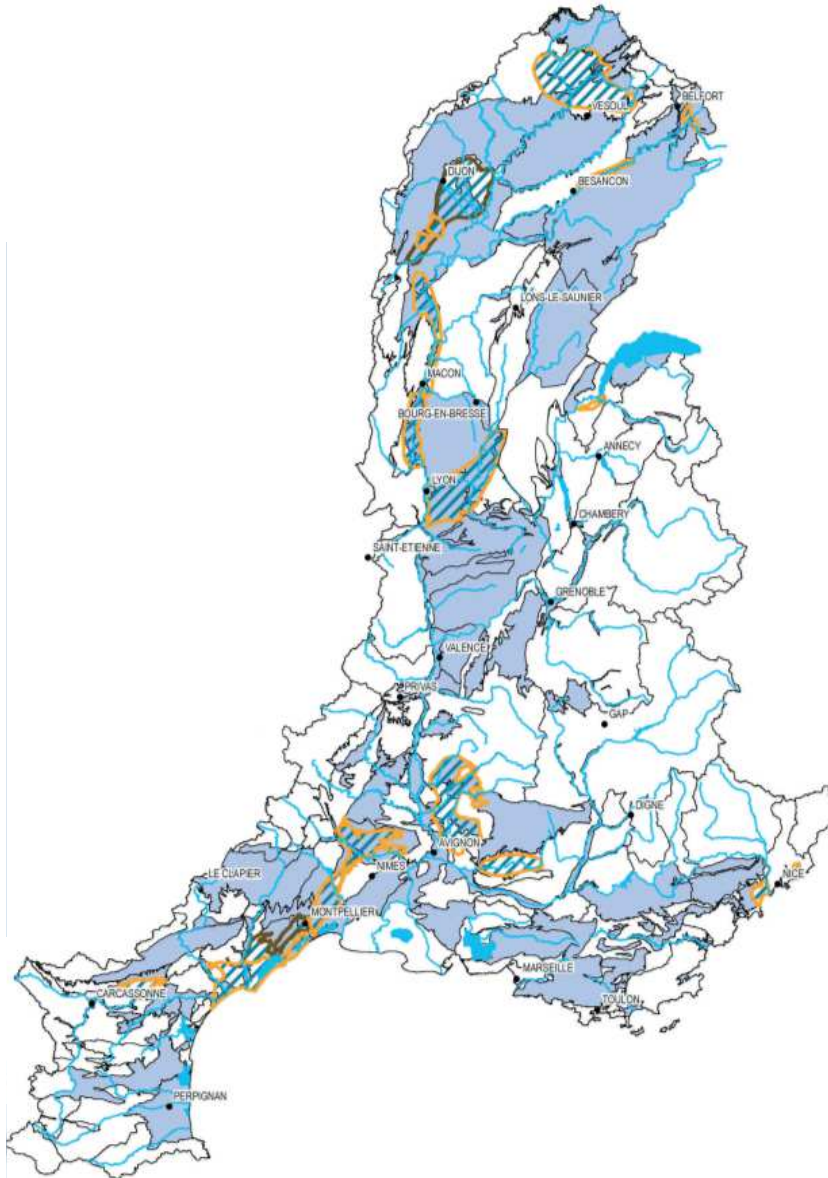 BELFORT
VESOUL
DIJON
BESANCON
LONS-LE-SAUNIER
MACON
BOURG-EN-BRESSE
ANNECY
LYON
CHAMBERY
SAINT-ETIENNE
GRENOBLE
VALENCE
PRIVAS
GAP
DIGNE
AVIGNON
LE CLAPIER
NIMES
NICE
MONTPELLIER
MARSEILLE
CARCASSONNE
TOULON
PERPIGNAN